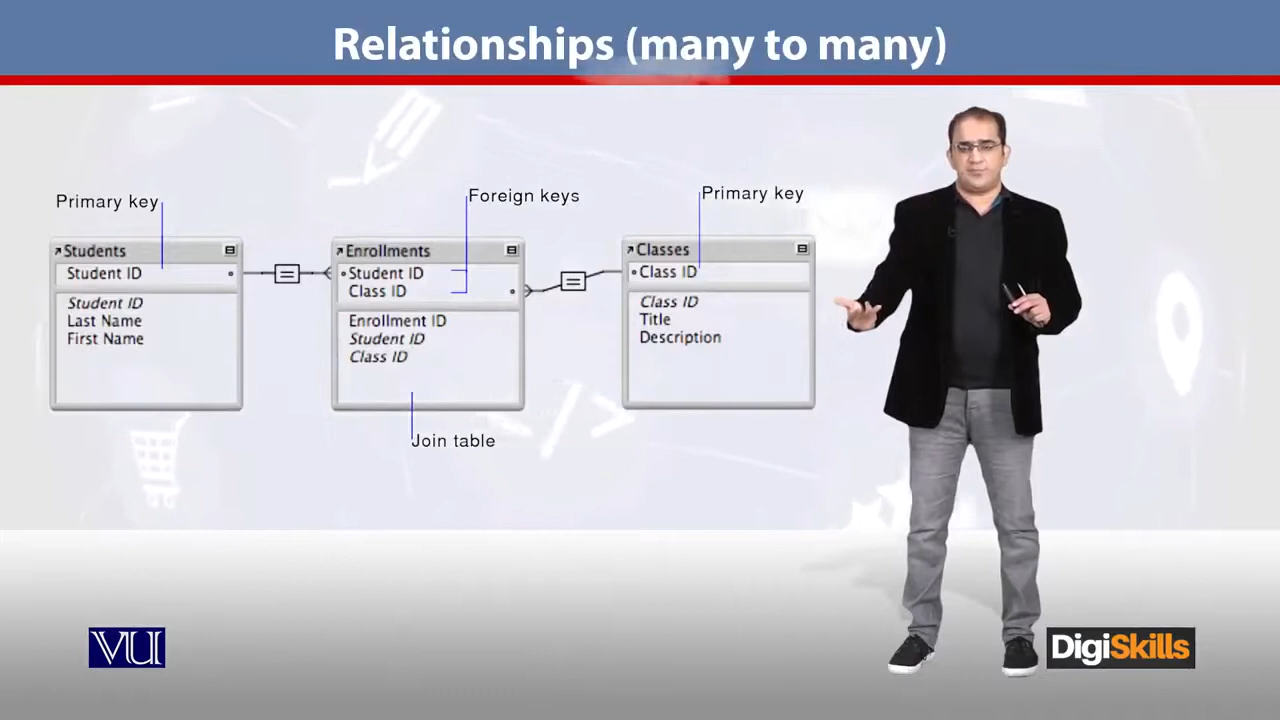 Relationships (many to many)
Primary key
Foreign keys
Primary key
Students
Student ID
Student ID
Last Name
First Name
Enrollments
Student ID
Class ID
Enrollment ID
Student ID
Class ID
Classes
Class ID
Class ID
Title
Description
Join table
VU
DigiSkills